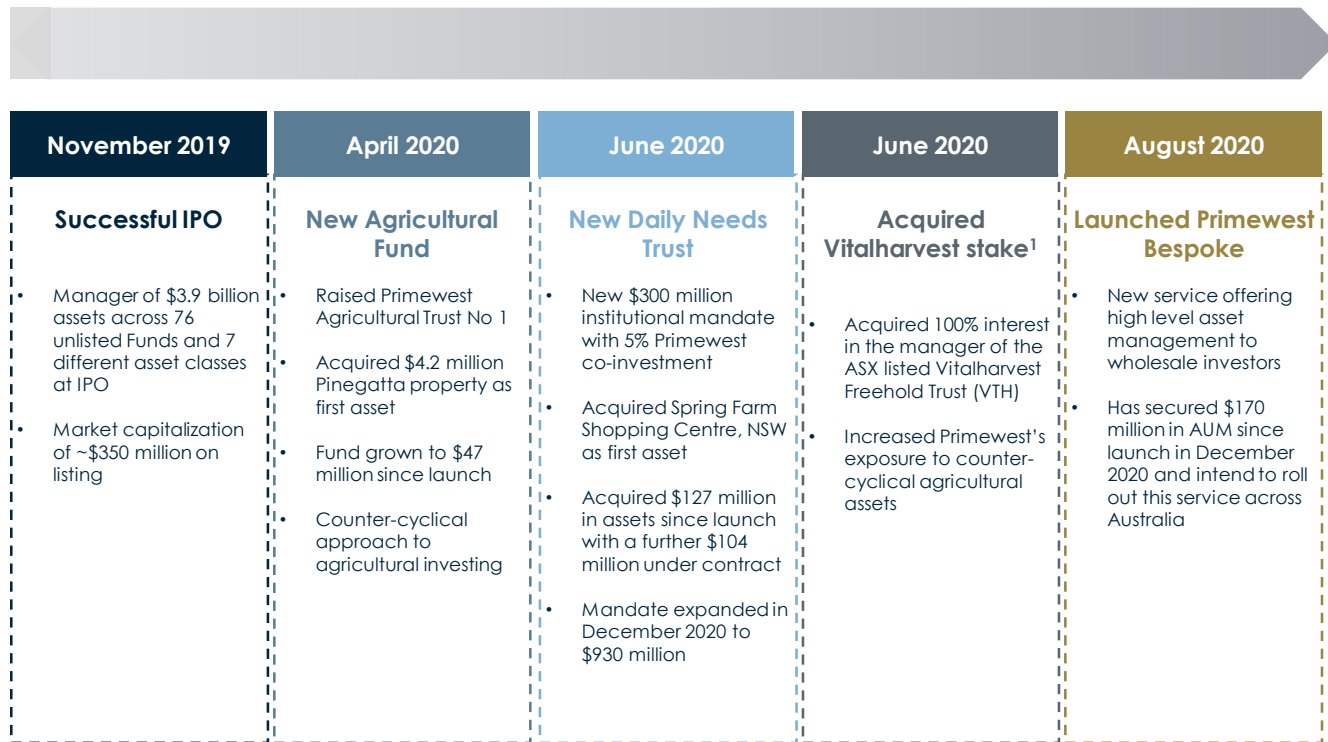 November 2019
Successful IPO
• Manager of $3.9 billion
assets across 76
unlisted Funds and 7
different asset classes
at IPO
• Market capitalization
of ~$350 million on
listing
April 2020
New Agricultural
Fund
• Raised Primewest
Agricultural Trust No 1
• Acquired $4.2 million
Pinegatta property as
first asset
• Fund grown to $47
million since launch
• Counter-cyclical
approach to
agricultural investing
June 2020
New Daily Needs
Trust
• New $300 million
institutional mandate
with 5% Primewest
co-investment
• Acquired Spring Farm
Shopping Centre, NSW
as first asset
• Acquired $127 million
in assets since launch
with a further $104
million under contract
• Mandate expanded in
December 2020 to
$930 million
June 2020
Acquired
Vitalharvest stake¹
• Acquired 100% interest
in the manager of the
ASX listed Vitalharvest
Freehold Trust (VTH)
• Increased Primewest’s
exposure to counter-
cyclical agricultural
assets
August 2020
Launched Primewest
Bespoke
• New service offering
high level asset
management to
wholesale investors
• Has secured $170
million in AUM since
launch in December
2020 and intend to roll
out this service across
Australia